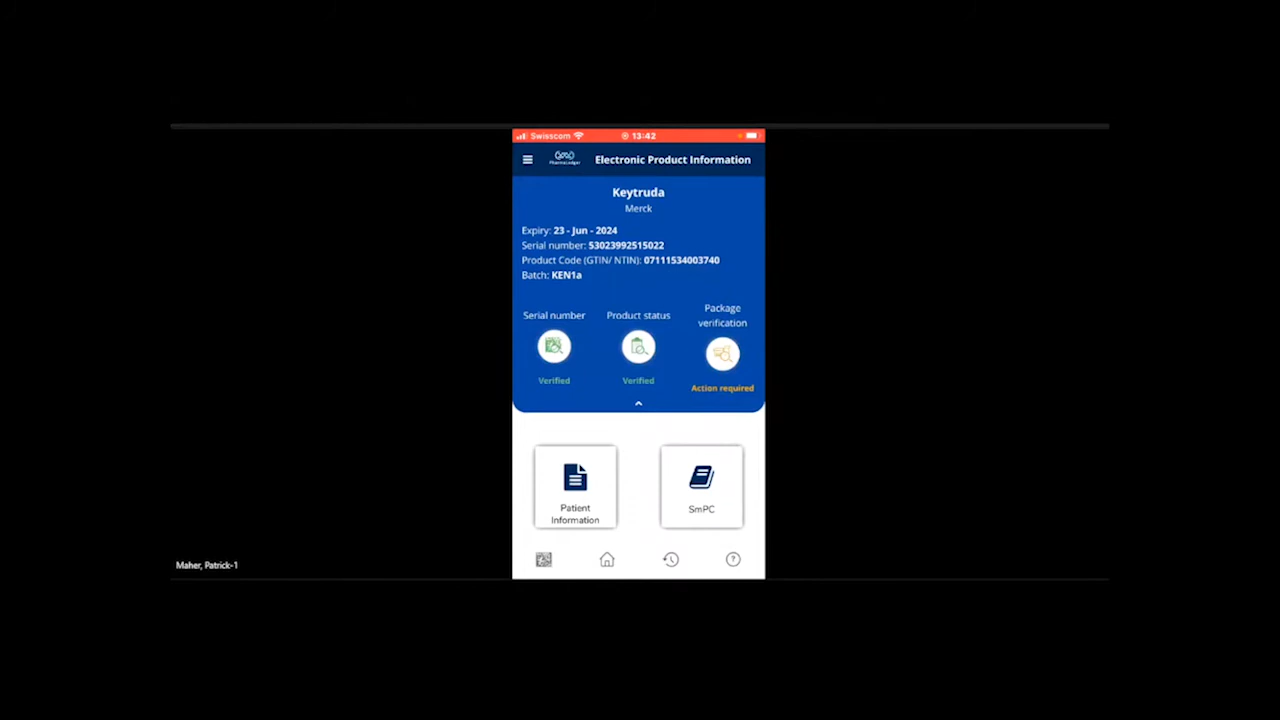 Swisscom
13:42
PharmaLedger
Electronic Product Information
Keytruda
Merck
Expiry: 23 - Jun - 2024
Serial number: 53023992515022
Product Code (GTIN/ NTIN): 07111534003740
Batch: KEN1a
Serial number
Product status
Package
verification
Verified
Verified
Action required
Patient
Information
SmPC
Maher, Patrick-1